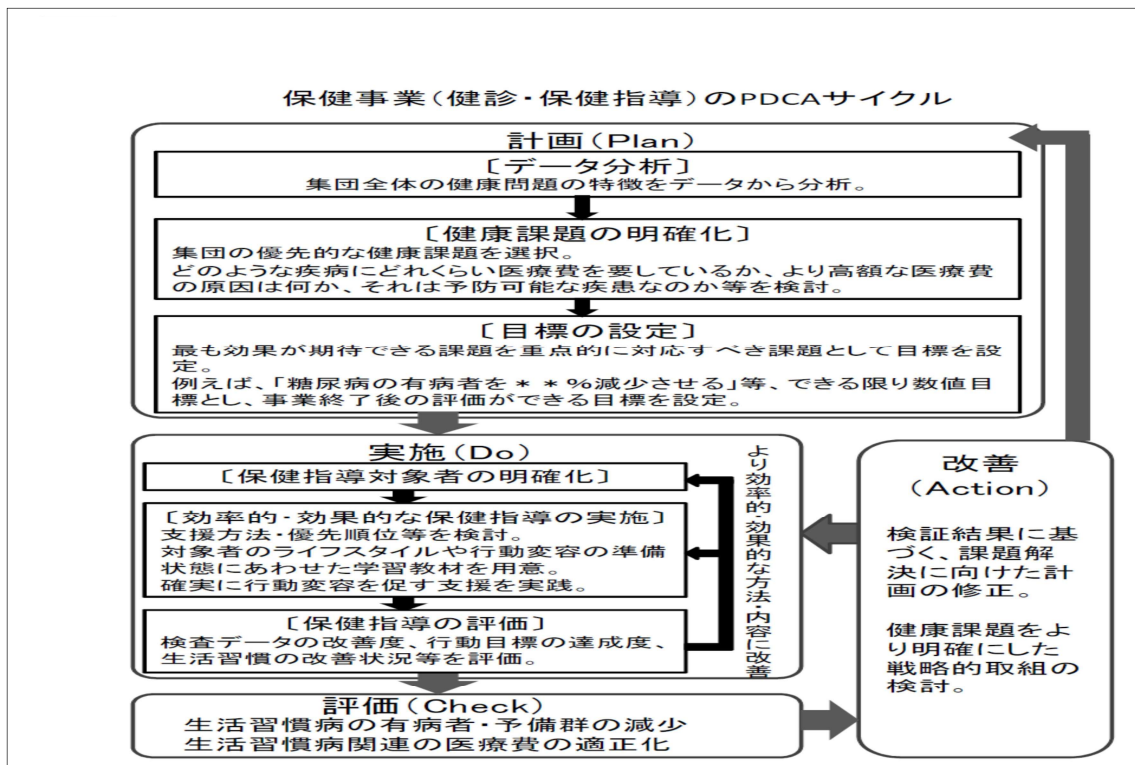 保健事業(健診・保健指導)のPDCAサイクル
計画(Plan)
[データ分析]
集団全体の健康問題の特徴をデータから分析。
[健康課題の明確化]
集団の優先的な健康課題を選択。
どのような疾病にどれくらい医療費を要しているか、より高額な医療費
の原因は何か、それは予防可能な疾患なのか等を検討。
[目標の設定]
最も効果が期待できる課題を重点的に対応すべき課題として目標を設
定。
例えば、「糖尿病の有病者を**%減少させる」等、できる限り数値目
標とし、事業終了後の評価ができる目標を設定。
実施(Do)
[保健指導対象者の明確化]
[効率的・効果的な保健指導の実施]
支援方法・優先順位等を検討。
対象者のライフスタイルや行動変容の準備
状態にあわせた学習教材を用意。
確実に行動変容を促す支援を実践。
[保健指導の評価]
検査データの改善度、行動目標の達成度、
生活習慣の改善状況等を評価。
より効率的・効果的な方法・内容に改善
評価(Check)
生活習慣病の有病者・予備群の減少
生活習慣病関連の医療費の適正化
改善
(Action)
検証結果に基
づく、課題解
決に向けた計
画の修正。
健康課題をよ
り明確にした
戦略的取組の
検討。